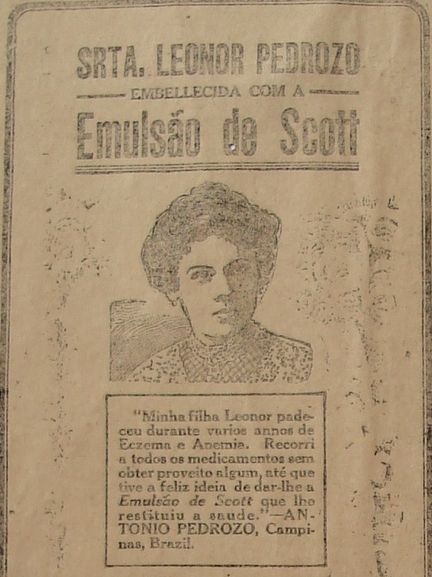 SRTA. LEONOR PEDROZO
EMBELLECIDA COM A
Emulsão de Scott
"Minha filha Leonor pade-
ceu durante varios annos de
Eczema e Anemia. Recorri
a todos os medicamentos sem
obter proveito algum, até que
tive a feliz ideia de dar-lhe a
Emulsão de Scott que lhe
restituiu a saude."—AN-
TONIO PEDROZO, Campi-
nas, Brazil.